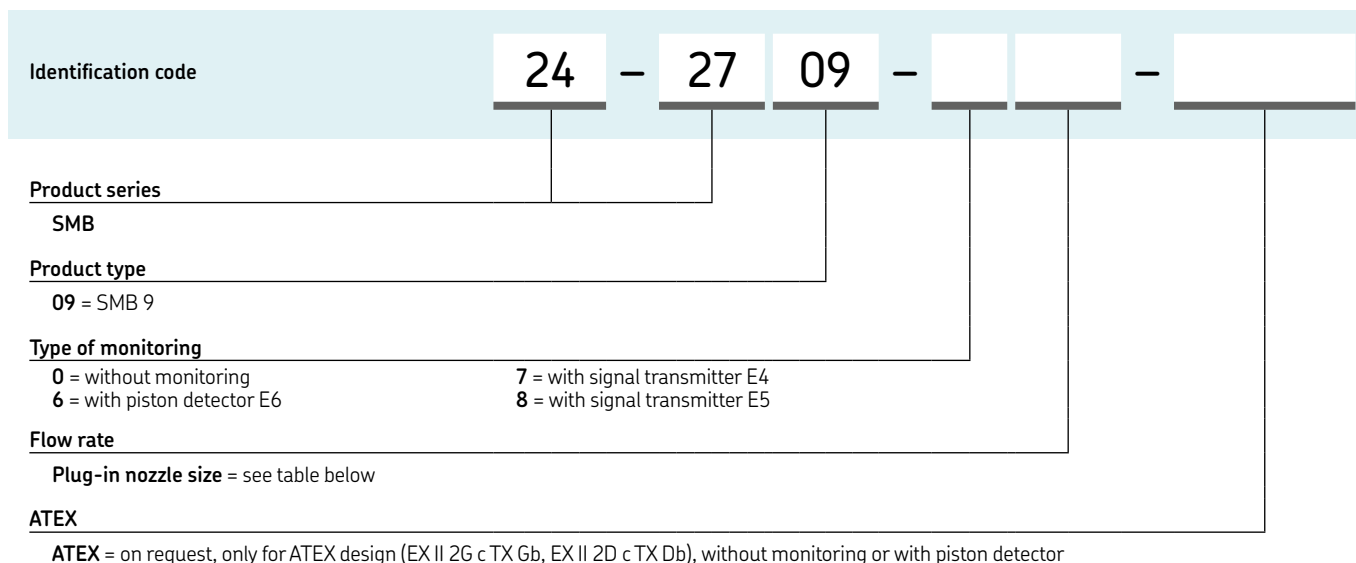 Identification code 24 – 27 09 – –
Product series
SMB
Product type
09 = SMB 9
Type of monitoring
0 = without monitoring 7 = with signal transmitter E4
6 = with piston detector E6 8 = with signal transmitter E5
Flow rate
Plug-in nozzle size = see table below
ATEX
ATEX = on request, only for ATEX design (EX II 2G c TX Gb, EX II 2D c TX Db), without monitoring or with piston detector